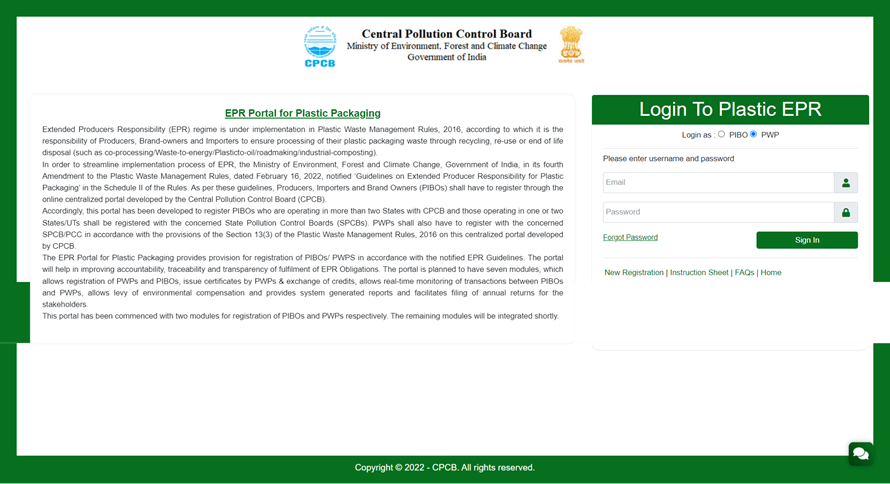 CPCB
Central Pollution Control Board
Ministry of Environment, Forest and Climate Change
Government of India
सत्यमेव जयते
EPR Portal for Plastic Packaging
Extended Producers Responsibility (EPR) regime is under implementation in Plastic Waste Management Rules, 2016, according to which it is the
responsibility of Producers, Brand-owners and Importers to ensure processing of their plastic packaging waste through recycling, re-use or end of life
disposal (such as co-processing/Waste-to-energy/Plasticto-oil/roadmaking/industrial-composting).
In order to streamline implementation process of EPR, the Ministry of Environment, Forest and Climate Change, Government of India, in its fourth
Amendment to the Plastic Waste Management Rules, dated February 16, 2022, notified 'Guidelines on Extended Producer Responsibility for Plastic
Packaging' in the Schedule II of the Rules. As per these guidelines, Producers, Importers and Brand Owners (PIBOs) shall have to register through the
online centralized portal developed by the Central Pollution Control Board (CPCB).
Accordingly, this portal has been developed to register PIBOs who are operating in more than two States with CPCB and those operating in one or two
States/UTs shall be registered with the concerned State Pollution Control Boards (SPCBs). PWPs shall also have to register with the concerned
SPCB/PCC in accordance with the provisions of the Section 13(3) of the Plastic Waste Management Rules, 2016 on this centralized portal developed
by CPCB.
The EPR Portal for Plastic Packaging provides provision for registration of PIBOs/ PWPS in accordance with the notified EPR Guidelines. The portal
will help in improving accountability, traceability and transparency of fulfilment of EPR Obligations. The portal is planned to have seven modules, which
allows registration of PWPs and PIBOs, issue certificates by PWPs & exchange of credits, allows real-time monitoring of transactions between PIBOs
and PWPs, allows levy of environmental compensation and provides system generated reports and facilitates filing of annual returns for the
stakeholders.
This portal has been commenced with two modules for registration of PIBOs and PWPs respectively. The remaining modules will be integrated shortly.
Login To Plastic EPR
Login as : PIBO PWP
Please enter username and password
Email
Password
Forgot Password
Sign In
New Registration | Instruction Sheet | FAQs | Home
Copyright © 2022 - CPCB. All rights reserved.